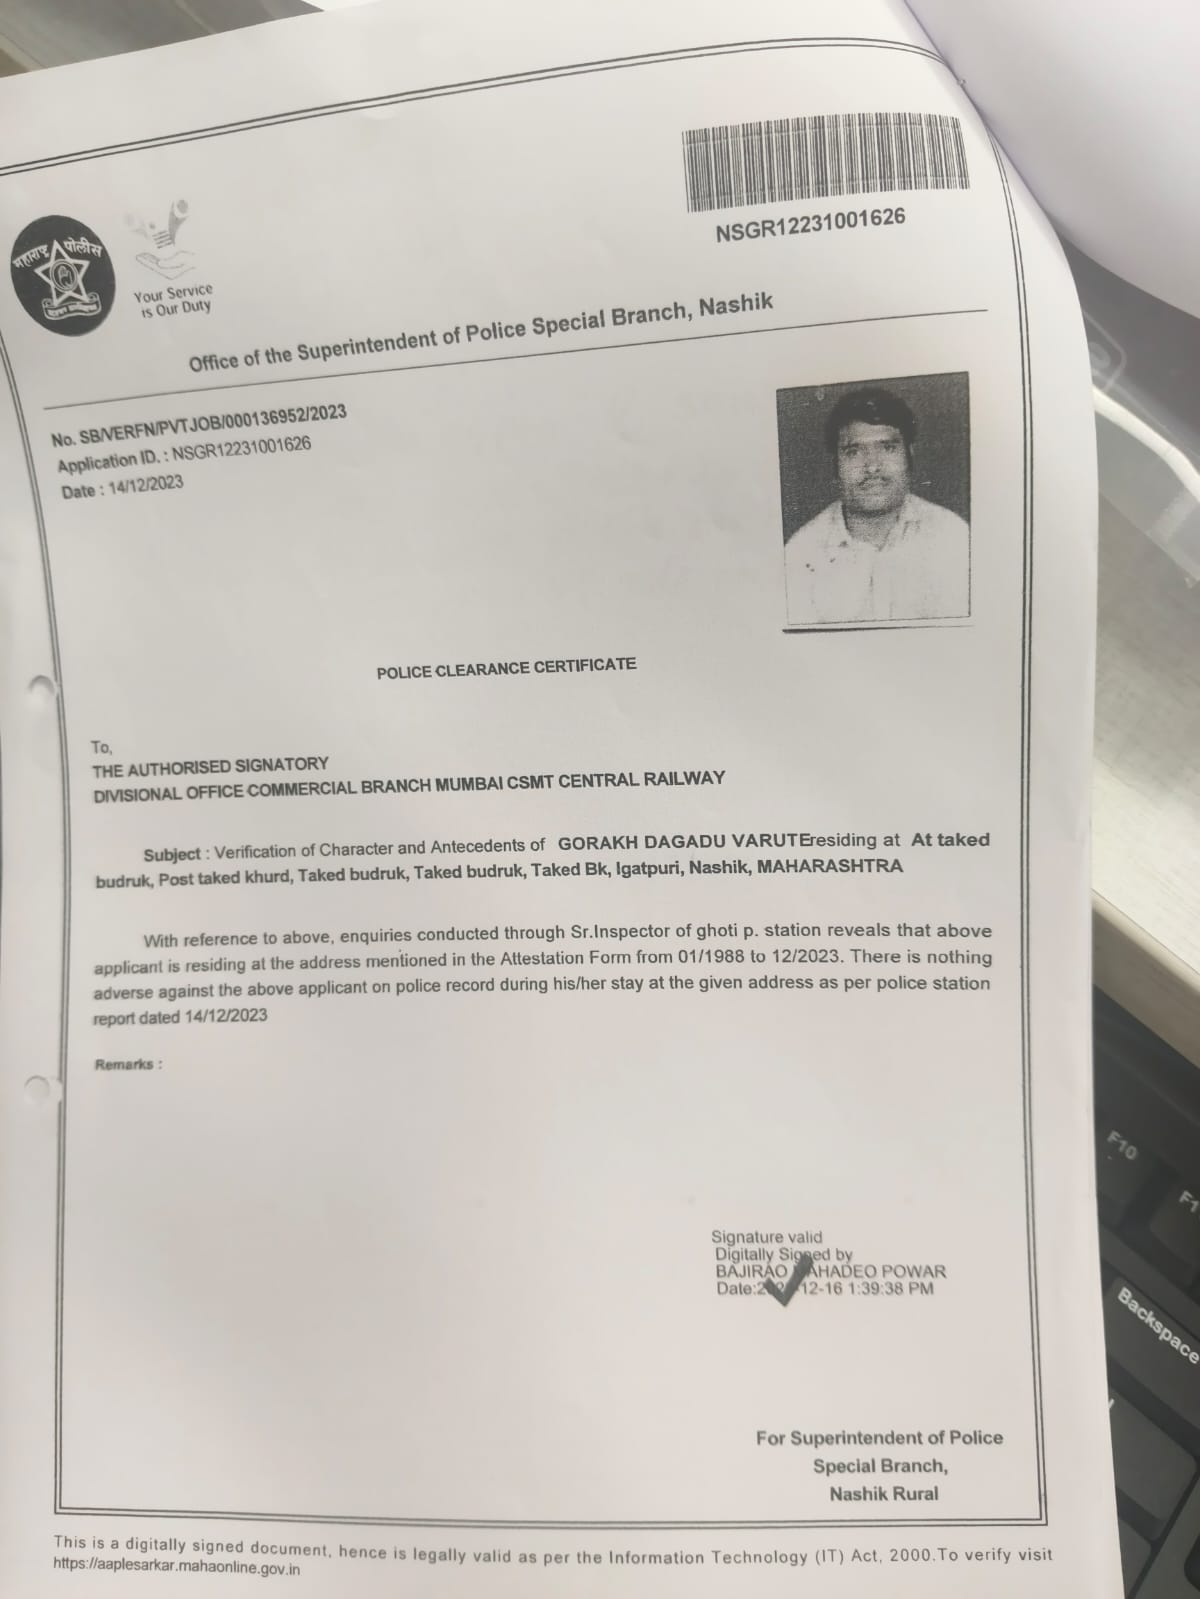 NSGR12231001626
महाराष्ट्र पोलीस
Your Service
is Our Duty
Office of the Superintendent of Police Special Branch, Nashik
No. SB/VERFN/PVTJOB/000136952/2023
Application ID. : NSGR12231001626
Date : 14/12/2023
POLICE CLEARANCE CERTIFICATE
To,
THE AUTHORISED SIGNATORY
DIVISIONAL OFFICE COMMERCIAL BRANCH MUMBAI CSMT CENTRAL RAILWAY
Subject : Verification of Character and Antecedents of GORAKH DAGADU VARUTEresiding at At taked
budruk, Post taked khurd, Taked budruk, Taked budruk, Taked Bk, Igatpuri, Nashik, MAHARASHTRA
With reference to above, enquiries conducted through Sr.Inspector of ghoti p. station reveals that above
applicant is residing at the address mentioned in the Attestation Form from 01/1988 to 12/2023. There is nothing
adverse against the above applicant on police record during his/her stay at the given address as per police station
report dated 14/12/2023
Remarks :
Signature valid
Digitally Signed by
BAJIRAO MAHADEO POWAR
Date: 12-16 1:39:38 PM
For Superintendent of Police
Special Branch,
Nashik Rural
This is a digitally signed document, hence is legally valid as per the Information Technology (IT) Act, 2000.To verify visit
https://aaplesarkar.mahaonline.gov.in
F10
F1
Backspace